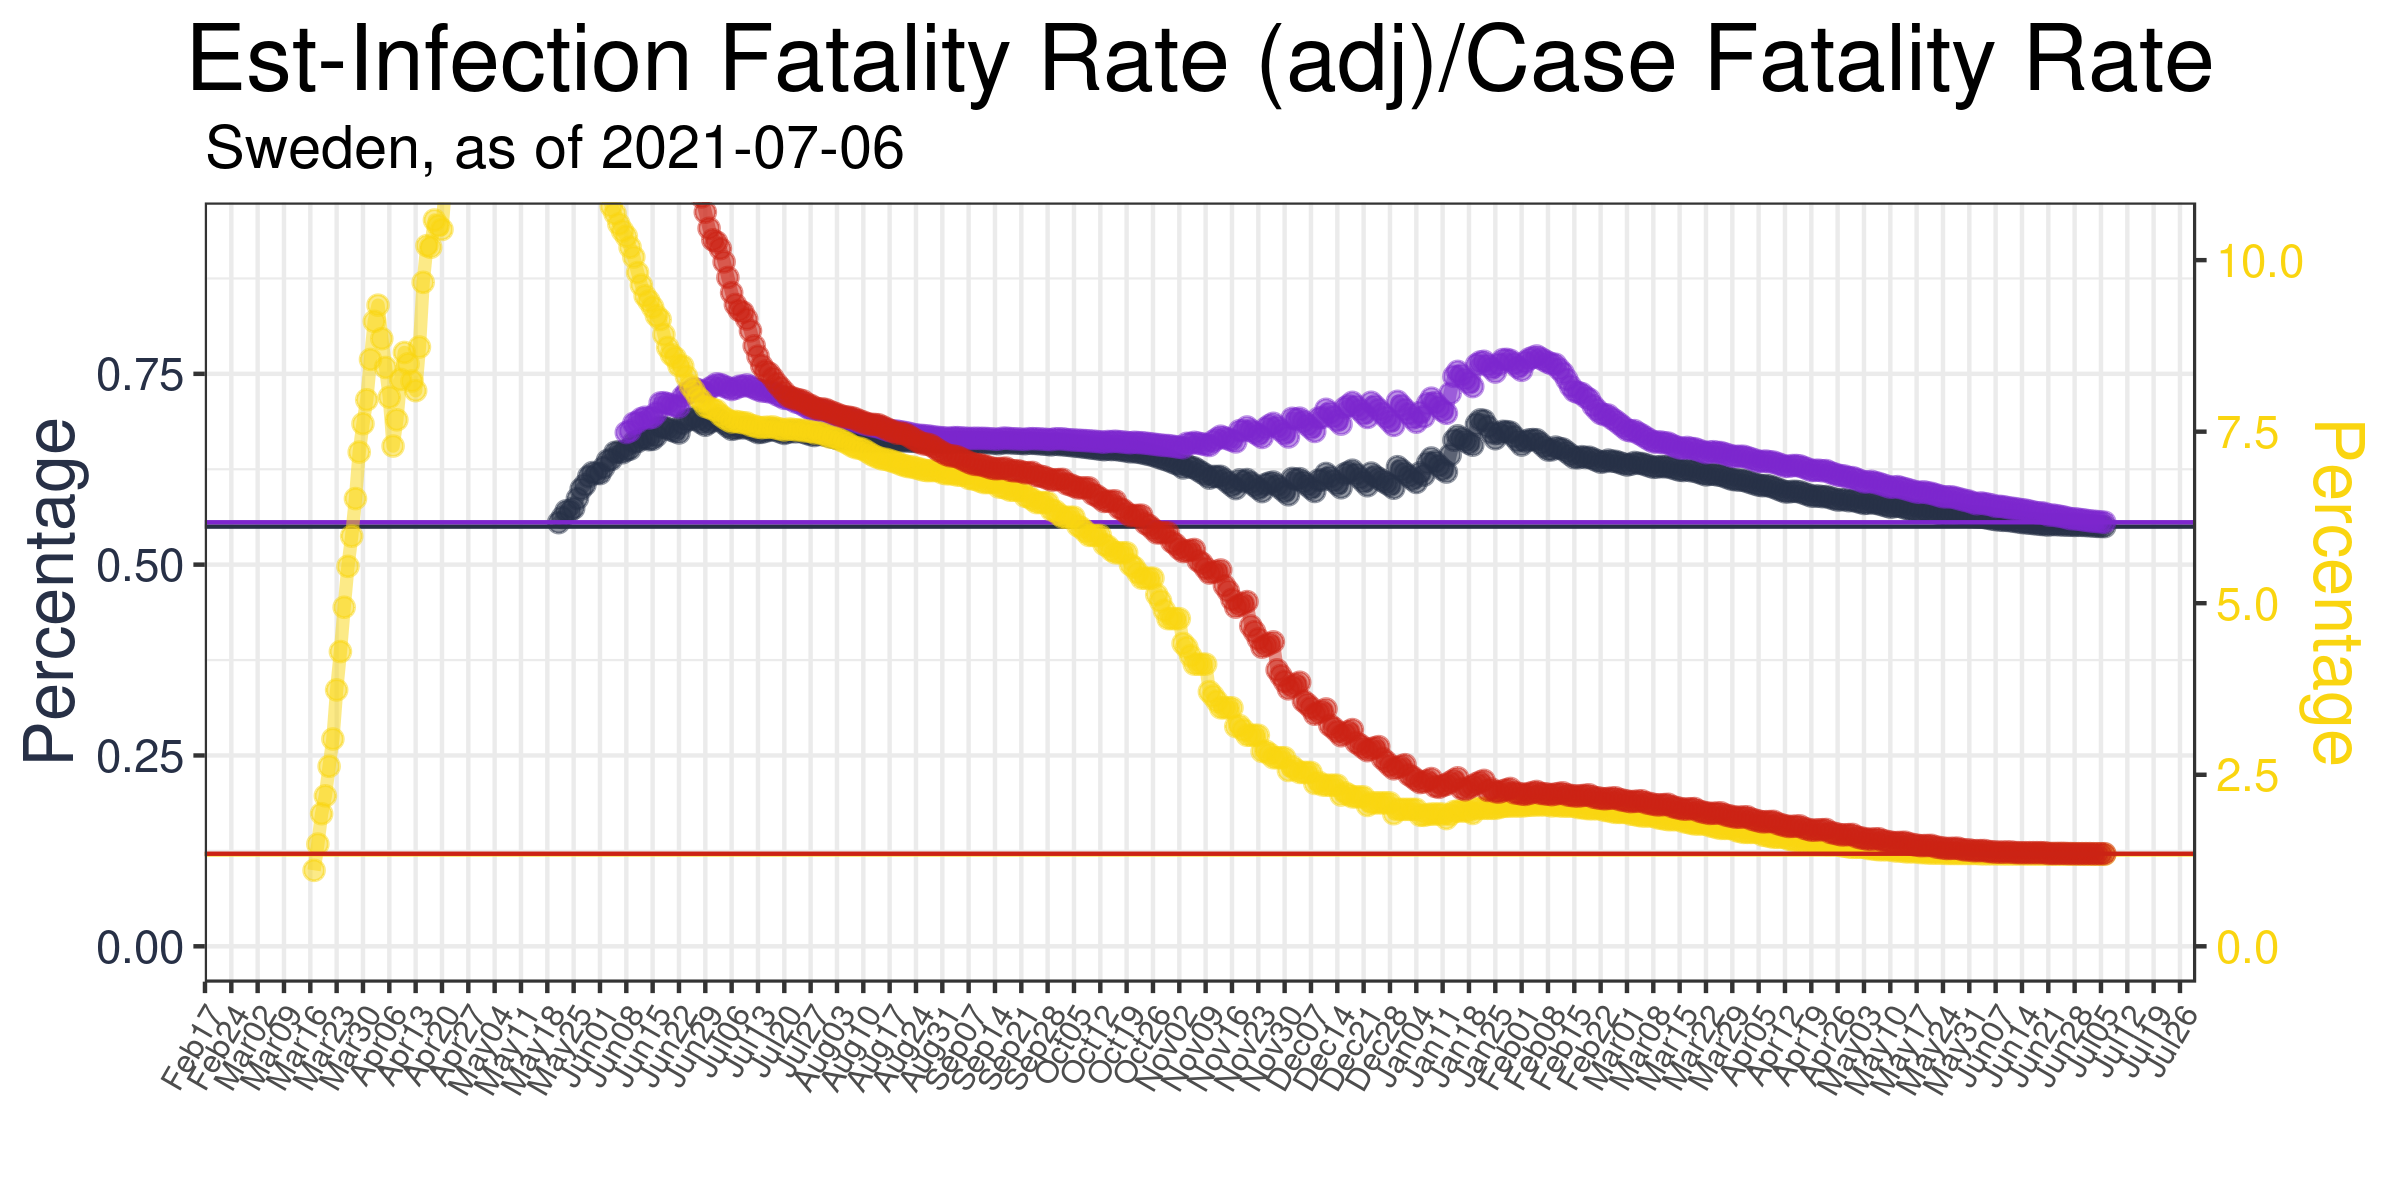 Est-Infection Fatality Rate (adj)/Case Fatality Rate
Sweden, as of 2021-07-06
Percentage
0.75
0.50
0.25
0.00
10.0
7.5
5.0
2.5
0.0
Percentage
Feb17
Feb24
Mar02
Mar09
Mar16
Mar23
Mar30
Apr06
Apr13
Apr20
Apr27
May04
May11
May18
May25
Jun01
Jun08
Jun15
Jun22
Jun29
Jul06
Jul13
Jul20
Jul27
Aug03
Aug10
Aug17
Aug24
Aug31
Sep07
Sep14
Sep21
Sep28
Oct05
Oct12
Oct19
Oct26
Nov02
Nov09
Nov16
Nov23
Nov30
Dec07
Dec14
Dec21
Dec28
Jan04
Jan11
Jan18
Jan25
Feb01
Feb08
Feb15
Feb22
Mar01
Mar08
Mar15
Mar22
Mar29
Apr05
Apr12
Apr19
Apr26
May03
May10
May17
May24
May31
Jun07
Jun14
Jun21
Jun28
Jul05
Jul12
Jul19
Jul26